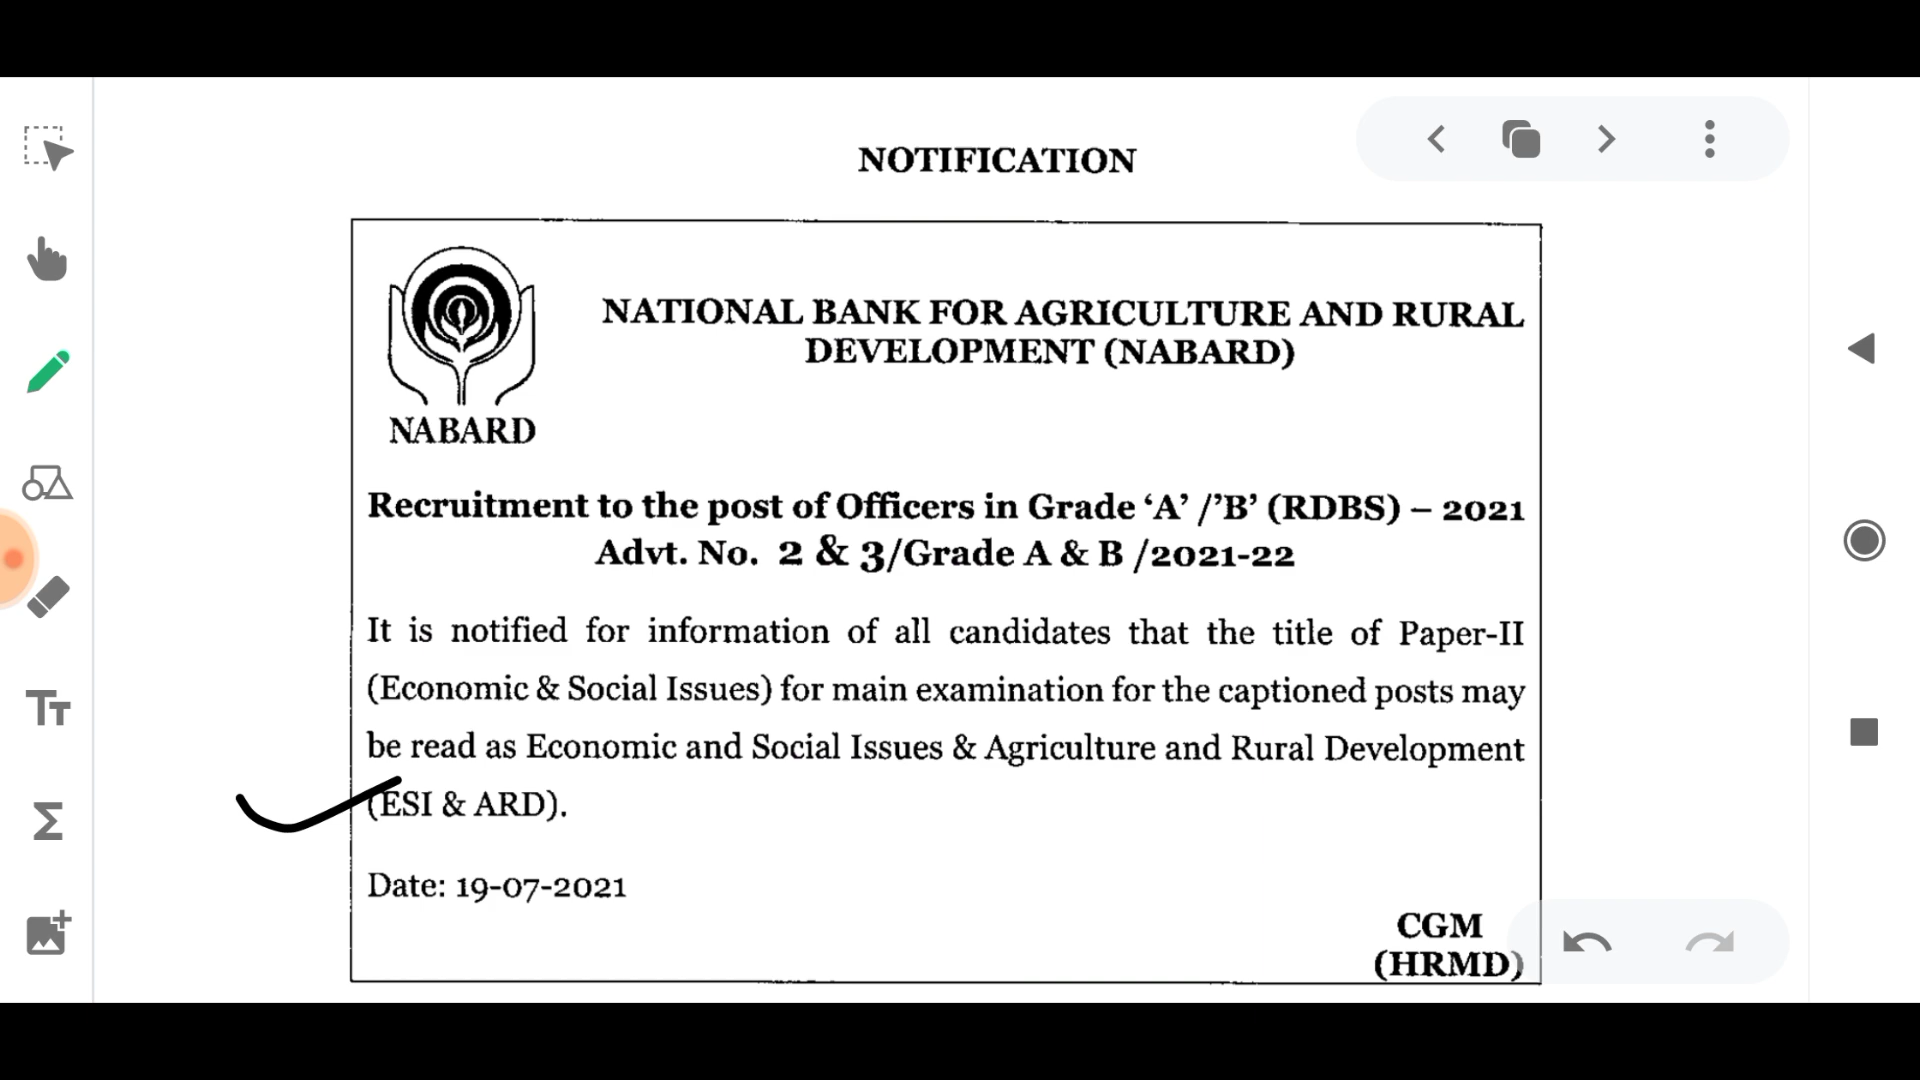 NOTIFICATION
NABARD
NATIONAL BANK FOR AGRICULTURE AND RURAL
DEVELOPMENT (NABARD)
Recruitment to the post of Officers in Grade ‘A’ /’B’ (RDBS) – 2021
Advt. No. 2 & 3/Grade A & B /2021-22
It is notified for information of all candidates that the title of Paper-II
(Economic & Social Issues) for main examination for the captioned posts may
be read as Economic and Social Issues & Agriculture and Rural Development
(ESI & ARD).
Date: 19-07-2021
CGM
(HRMD)